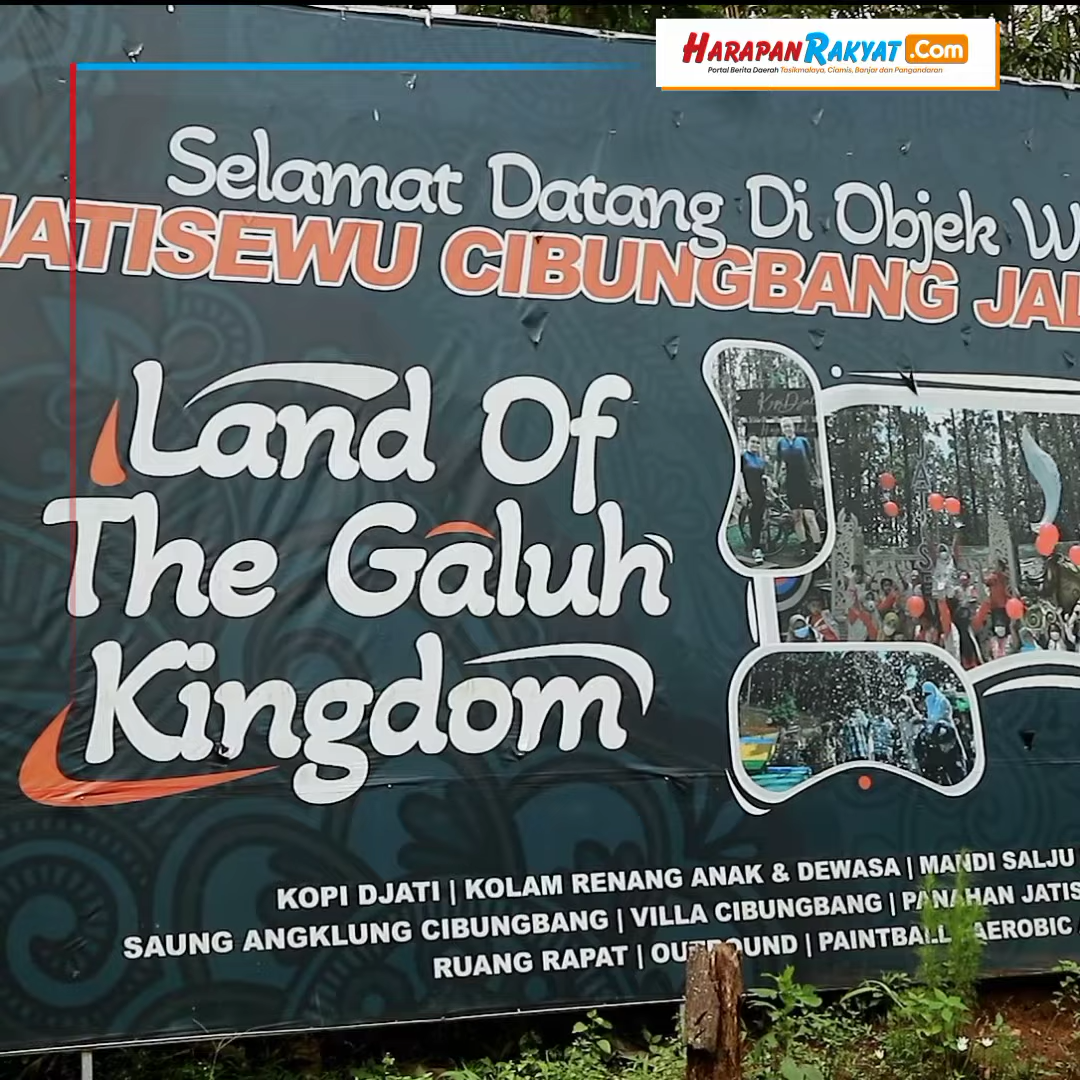 HARAPANRAKYAT.Com
Portal Berita Daerah Tasikmalaya, Ciamis, Banjar dan Pangandaran
Selamat Datang Di Objek W
JATISEWU CIBUNGBANG JAL
Land Of
The Galuh
Kingdom
KOPI DJATI | KOLAM RENANG ANAK & DEWASA | MANDI SALJU
SAUNG ANGKLUNG CIBUNGBANG | VILLA CIBUNGBANG | PANAHAN JATIS
RUANG RAPAT | OUTBOUND | PAINTBALL AEROBIC